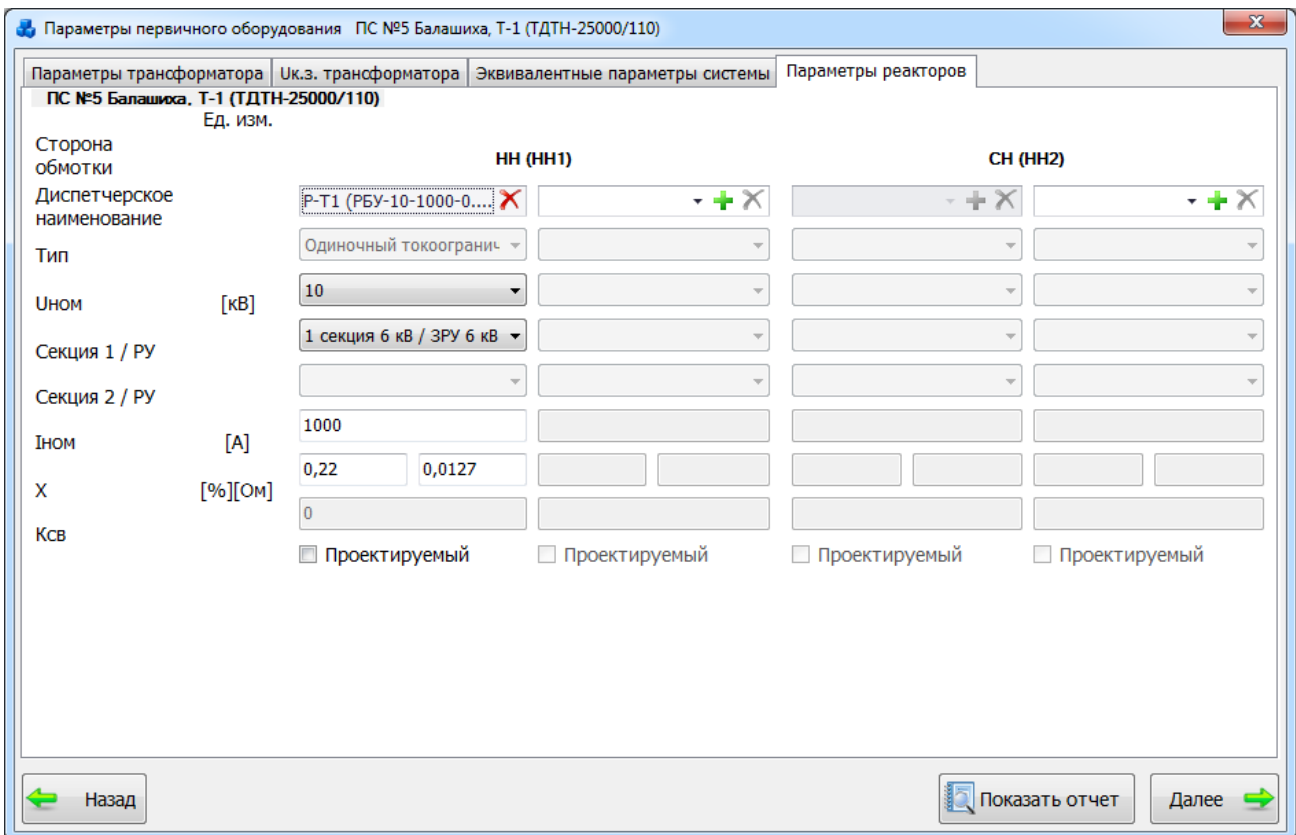 Параметры первичного оборудования ПС №5 Балашиха, Т-1 (ТДТН-25000/110)
Параметры трансформатора Uк.з. трансформатора Эквивалентные параметры системы Параметры реакторов
ПС №5 Балашиха, Т-1 (ТДТН-25000/110)
Ед. изм.
Сторона
обмотки
НН (НН1) СН (НН2)
Диспетчерское
наименование
Р-Т1 (РБУ-10-1000-0....
Тип
Одиночный токоогранич
Uном [кВ] 10
Секция 1 / РУ 1 секция 6 кВ / ЗРУ 6 кВ
Секция 2 / РУ
Iном [А] 1000
X [%][Ом] 0,22 0,0127
Kсв 0
Проектируемый Проектируемый Проектируемый Проектируемый
Назад Показать отчет Далее